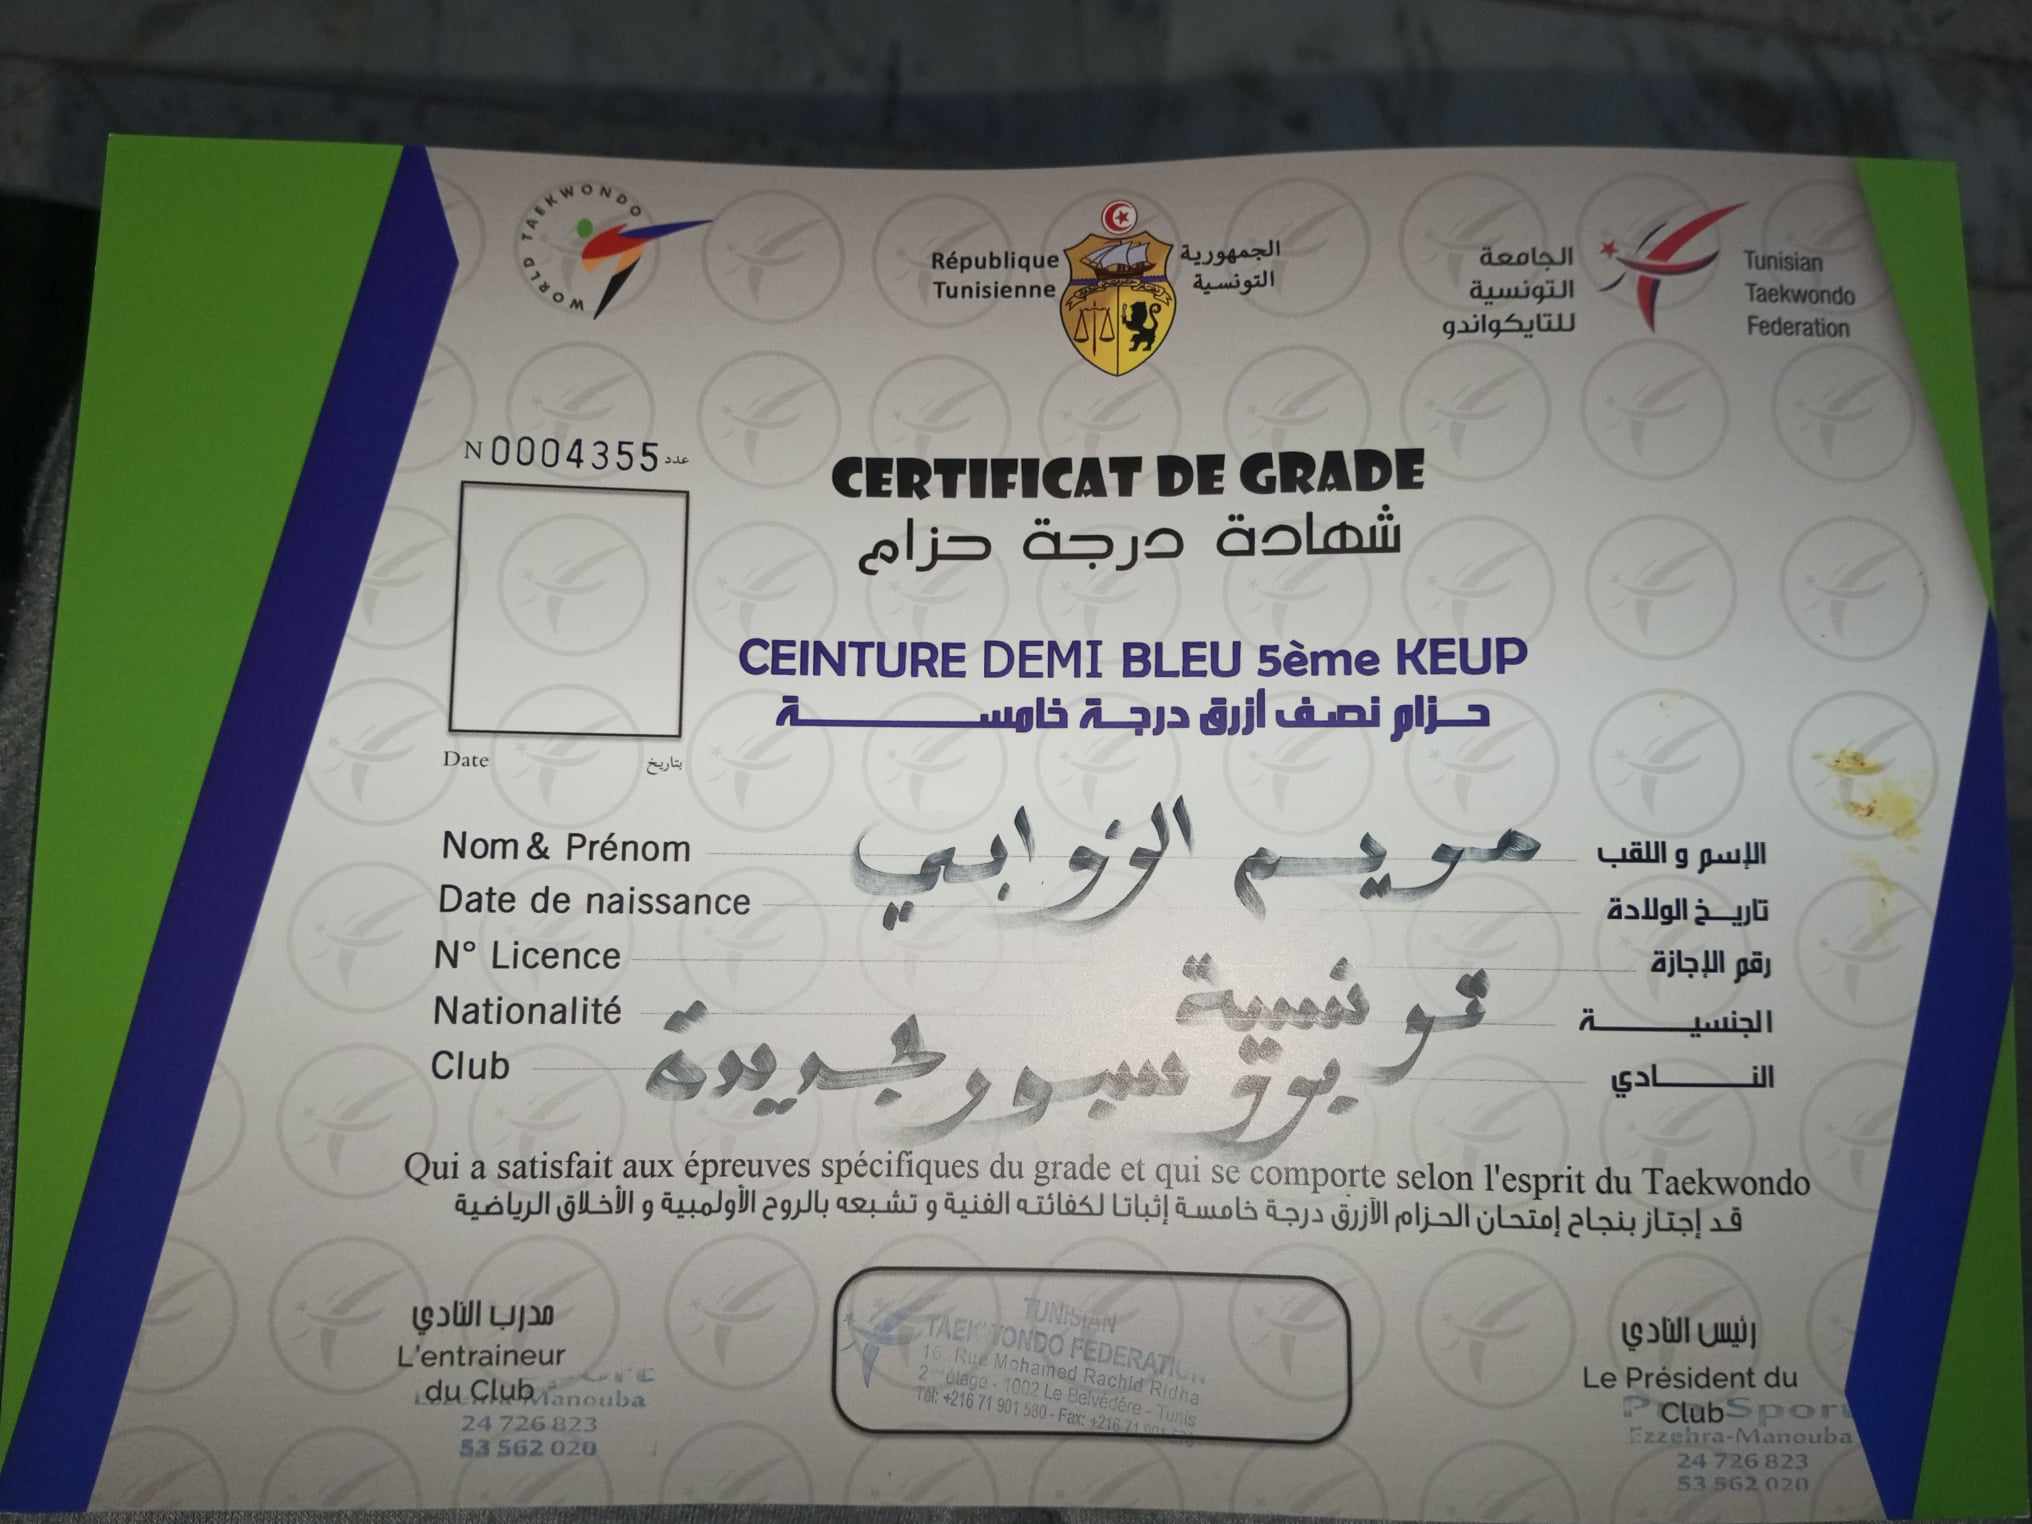 WORLD TAEKWONDO
République
Tunisienne
الجمهورية
التونسية
الجامعة
التونسية
للتايكواندو
Tunisian
Taekwondo
Federation
N 0004355 عدد
CERTIFICAT DE GRADE
شهادة درجة حزام
CEINTURE DEMI BLEU 5ème KEUP
حزام نصف أزرق درجة خامسة
Date بتاريخ
Nom & Prénom مريم الزوابي الإسم و اللقب
Date de naissance تاريخ الولادة
N° Licence رقم الإجازة
Nationalité تونسية الجنسية
Club سبور لجديدة النادي
Qui a satisfait aux épreuves spécifiques du grade et qui se comporte selon l'esprit du Taekwondo
قد إجتاز بنجاح إمتحان الحزام الأزرق درجة خامسة إثباتا لكفائته الفنية و تشبعه بالروح الأولمبية و الأخلاق الرياضية
مدرب النادي
L'entraineur
du Club
Manouba
24 726 823
53 562 020
TUNISIAN
FEDERATION
16, Rue Mohamed Rachid Ridha
1002 Le Belvédère - Tunis
Tél: +216 71 901 580 - Fax: +216 71
رئيس النادي
Le Président du
Club
Sport
Ezzehra-Manouba
24 726 823
53 562 020